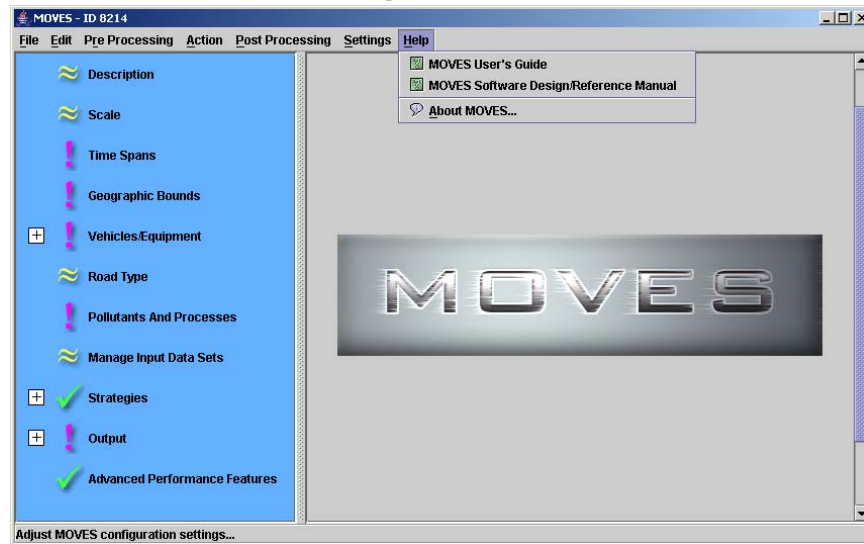 MOVES - ID 8214
File Edit Pre Processing Action Post Processing Settings Help
MOVES User's Guide
MOVES Software Design/Reference Manual
About MOVES...
Description
Scale
Time Spans
Geographic Bounds
Vehicles/Equipment
Road Type
Pollutants And Processes
Manage Input Data Sets
Strategies
Output
Advanced Performance Features
MOVES
Adjust MOVES configuration settings...